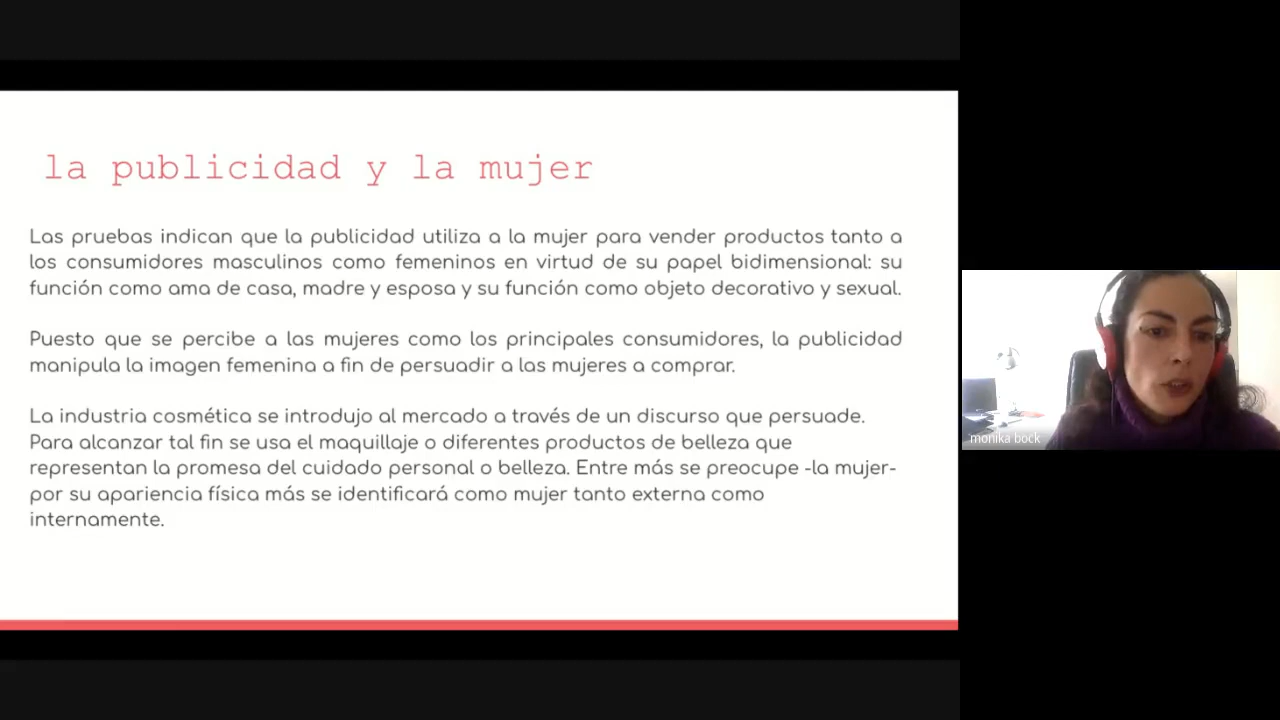 la publicidad y la mujer
Las pruebas indican que la publicidad utiliza a la mujer para vender productos tanto a
los consumidores masculinos como femeninos en virtud de su papel bidimensional: su
función como ama de casa, madre y esposa y su función como objeto decorativo y sexual.
Puesto que se percibe a las mujeres como los principales consumidores, la publicidad
manipula la imagen femenina a fin de persuadir a las mujeres a comprar.
La industria cosmética se introdujo al mercado a través de un discurso que persuade.
Para alcanzar tal fin se usa el maquillaje o diferentes productos de belleza que
representan la promesa del cuidado personal o belleza. Entre más se preocupe -la mujer-
por su apariencia física más se identificará como mujer tanto externa como
internamente.
monika bock